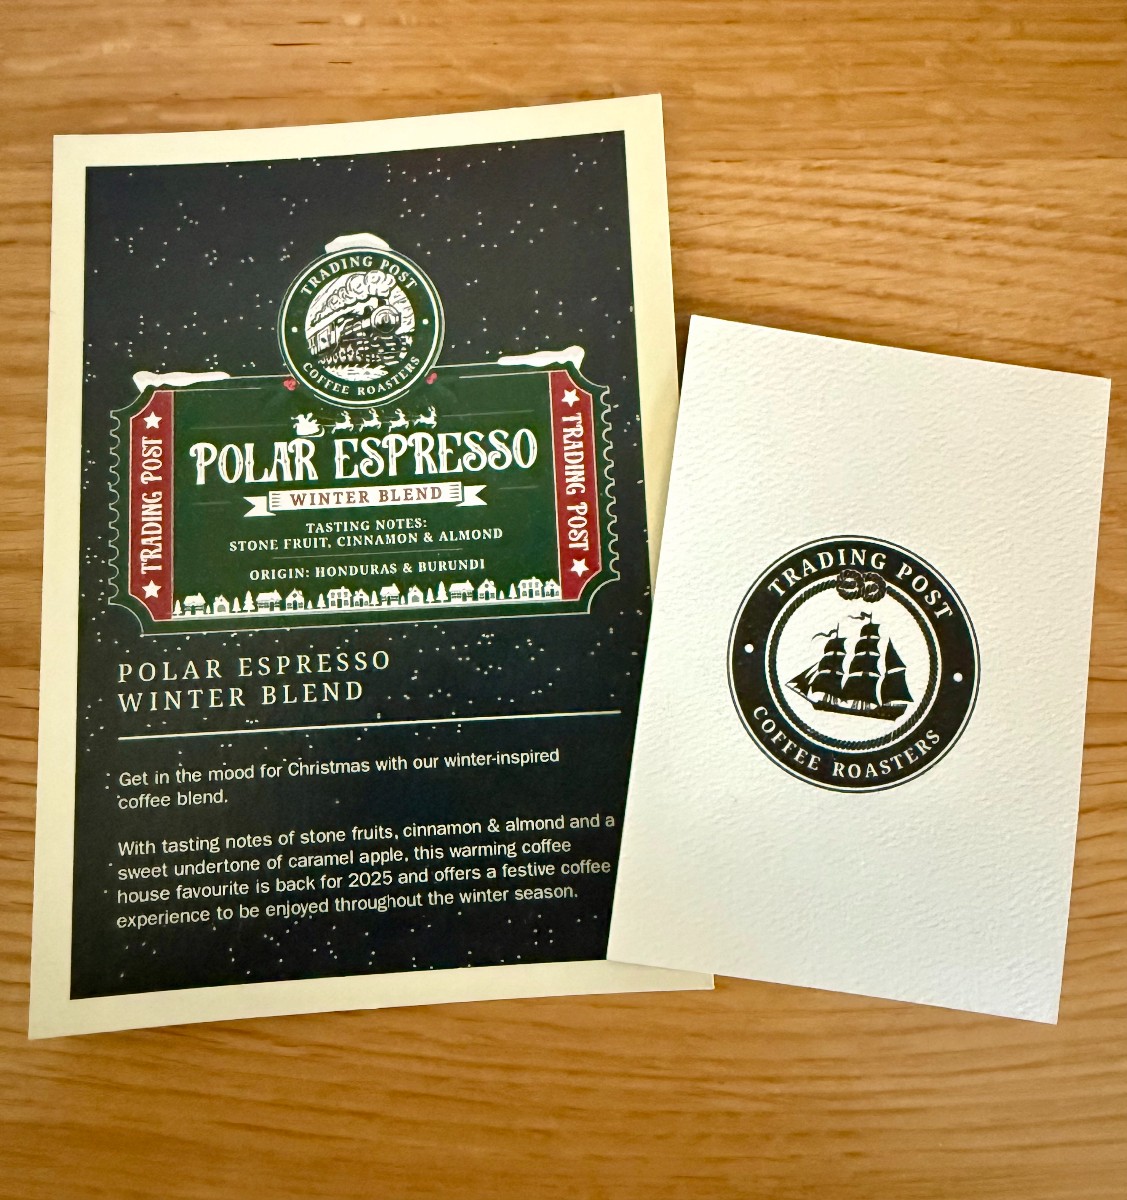 TRADING POST
COFFEE ROASTERS
TRADING POST
POLAR ESPRESSO
WINTER BLEND
TASTING NOTES:
STONE FRUIT, CINNAMON & ALMOND
ORIGIN: HONDURAS & BURUNDI
TRADING POST
POLAR ESPRESSO
WINTER BLEND
Get in the mood for Christmas with our winter-inspired
coffee blend.
With tasting notes of stone fruits, cinnamon & almond and a
sweet undertone of caramel apple, this warming coffee
house favourite is back for 2025 and offers a festive coffee
experience to be enjoyed throughout the winter season.
TRADING POST
COFFEE ROASTERS